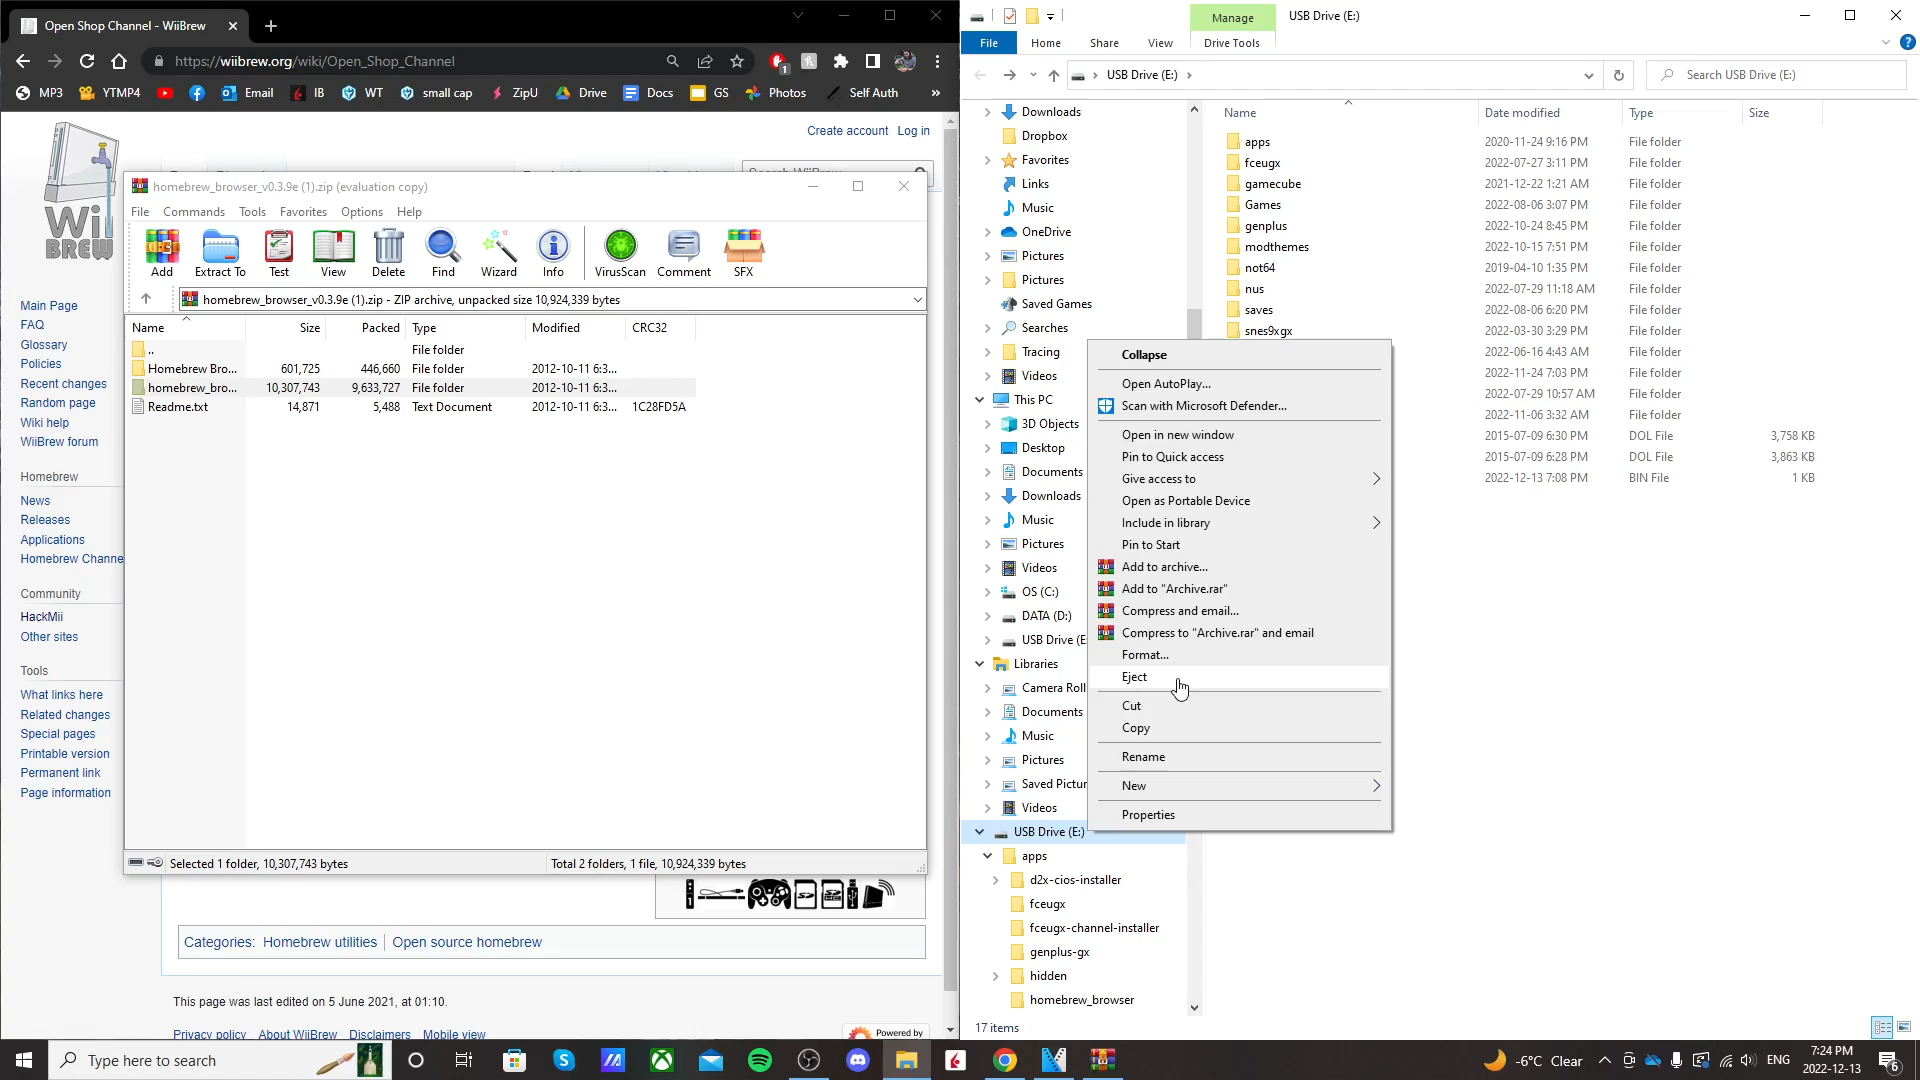 Open Shop Channel - WiiBrew
https://wiibrew.org/wiki/Open_Shop_Channel
1
MP3
YTMP4
Email
IB
WT
small cap
ZipU
Drive
Docs
GS
Photos
Self Auth
»
Create account
Log in
Wii
BREW
Main Page
FAQ
Glossary
Policies
Recent changes
Random page
Wiki help
WiiBrew forum
Homebrew
News
Releases
Applications
Homebrew Channe
Community
HackMii
Other sites
Tools
What links here
Related changes
Special pages
Printable version
Permanent link
Page information
homebrew_browser_v0.3.9e (1).zip (evaluation copy)
File
Commands
Tools
Favorites
Options
Help
Add
Extract To
Test
View
Delete
Find
Wizard
Info
VirusScan
Comment
SFX
homebrew_browser_v0.3.9e (1).zip - ZIP archive, unpacked size 10,924,339 bytes
Name Size Packed Type Modified CRC32
.. File folder
Homebrew Bro... 601,725 446,660 File folder 2012-10-11 6:3...
homebrew_bro... 10,307,743 9,633,727 File folder 2012-10-11 6:3...
Readme.txt 14,871 5,488 Text Document 2012-10-11 6:3... 1C28FD5A
Selected 1 folder, 10,307,743 bytes
Total 2 folders, 1 file, 10,924,339 bytes
Categories: Homebrew utilities | Open source homebrew
This page was last edited on 5 June 2021, at 01:10.
Privacy policy
About WiiBrew
Disclaimers
Mobile view
Powered by
Manage
USB Drive (E:)
File
Home
Share
View
Drive Tools
USB Drive (E:)
Search USB Drive (E:)
Downloads
Dropbox
Favorites
Links
Music
OneDrive
Pictures
Pictures
Saved Games
Searches
Tracing
Videos
This PC
3D Objects
Desktop
Documents
Downloads
Music
Pictures
Videos
OS (C:)
DATA (D:)
USB Drive (E:
Libraries
Camera Roll
Documents
Music
Pictures
Saved Pictur
Videos
USB Drive (E:)
apps
d2x-cios-installer
fceugx
fceugx-channel-installer
genplus-gx
hidden
homebrew_browser
17 items
Name Date modified Type Size
apps 2020-11-24 9:16 PM File folder
fceugx 2022-07-27 3:11 PM File folder
gamecube 2021-12-22 1:21 AM File folder
Games 2022-08-06 3:07 PM File folder
genplus 2022-10-24 8:45 PM File folder
modthemes 2022-10-15 7:51 PM File folder
not64 2019-04-10 1:35 PM File folder
nus 2022-07-29 11:18 AM File folder
saves 2022-08-06 6:20 PM File folder
snes9xgx 2022-03-30 3:29 PM File folder
2022-06-16 4:43 AM File folder
2022-11-24 7:03 PM File folder
2022-07-29 10:57 AM File folder
2022-11-06 3:32 AM File folder
2015-07-09 6:30 PM DOL File 3,758 KB
2015-07-09 6:28 PM DOL File 3,863 KB
2022-12-13 7:08 PM BIN File 1 KB
Collapse
Open AutoPlay...
Scan with Microsoft Defender...
Open in new window
Pin to Quick access
Give access to
Open as Portable Device
Include in library
Pin to Start
Add to archive...
Add to "Archive.rar"
Compress and email...
Compress to "Archive.rar" and email
Format...
Eject
Cut
Copy
Rename
New
Properties
Type here to search
-6°C Clear
ENG
7:24 PM
2022-12-13
6